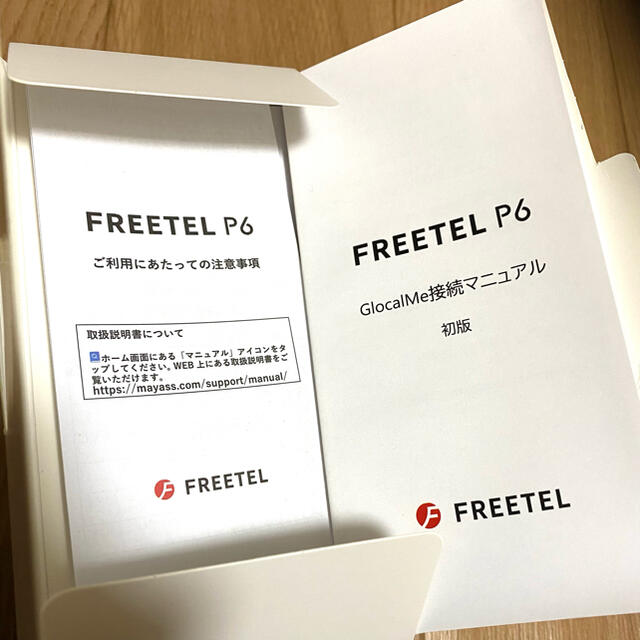 FREETEL P6
ご利用にあたっての注意事項
取扱説明書について
ホーム画面にある「マニュアル」アイコンをタ
ップしてください。WEB上にある取扱説明書をご
覧いただけます。
https://mayass.com/support/manual/
FREETEL
FREETEL P6
GlocalMe接続マニュアル
初版
FREETEL